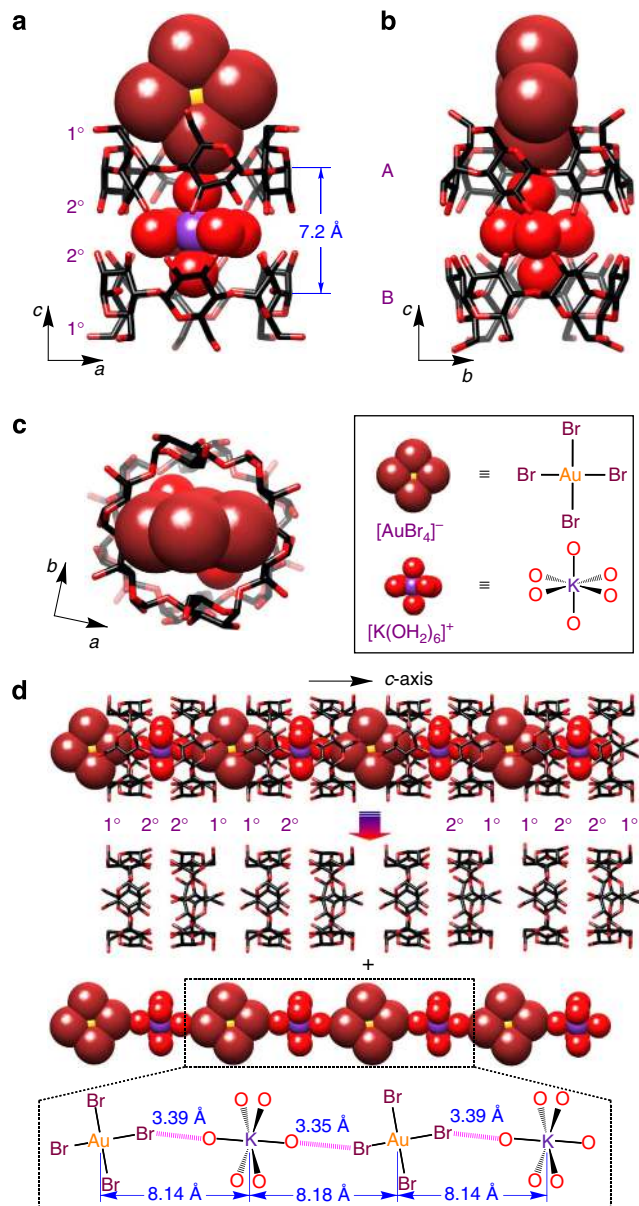 a
b
1°
2°
2°
1°
7.2 Å
c
a
A
B
c
b
c
b
a
[AuBr4]−
≡
Br
Br Au Br
Br
[K(OH2)6]+
≡
O
O K O
O O
O
d
c-axis
1° 2° 2° 1° 1° 2° 2° 1° 1° 2° 2° 1°
+
Br O O Br O O
3.39 Å 3.35 Å 3.39 Å
Br Au Br O K O Br Au Br O K O
Br O O Br O O
8.14 Å 8.18 Å 8.14 Å